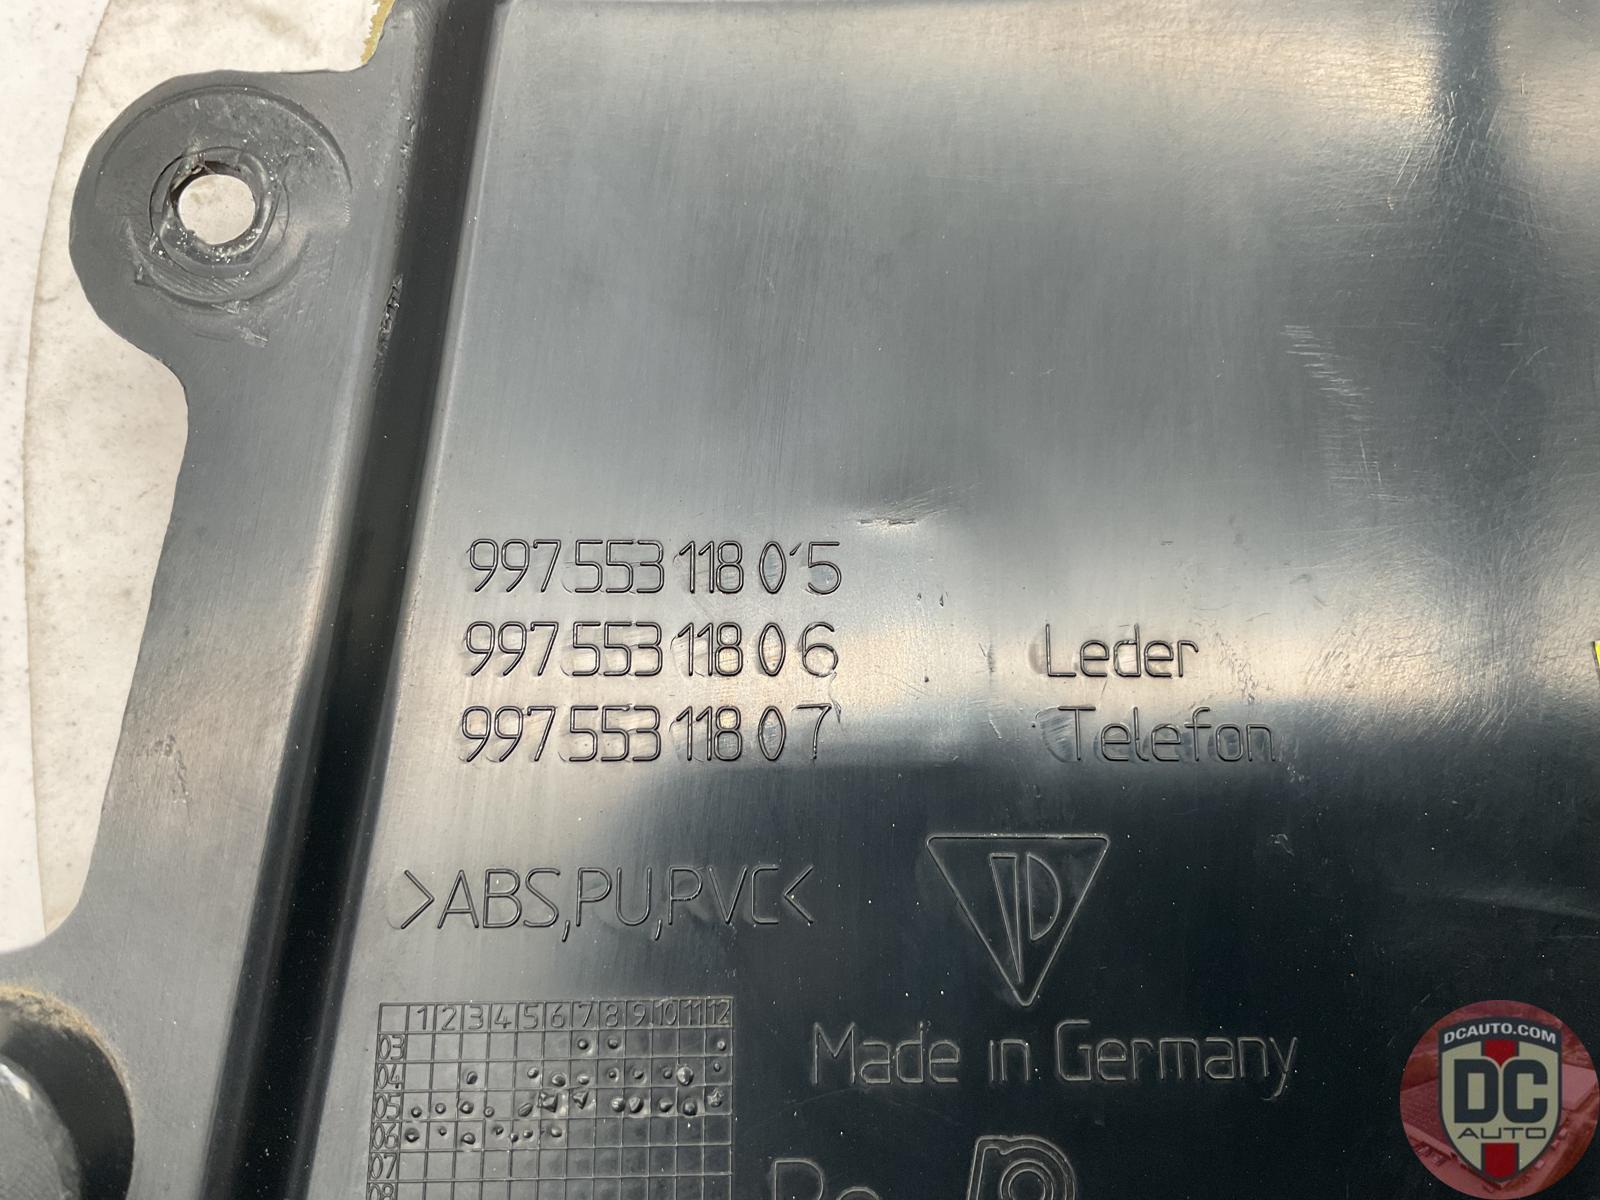 997 553 118 05
997 553 118 06 Leder
997 553 118 07 Telefon
>ABS,PU,PVC<
1 2 3 4 5 6 7 8 9 10 11 12
03
04
05
06
07
08
Made in Germany
DCAUTO.COM
DC
AUTO